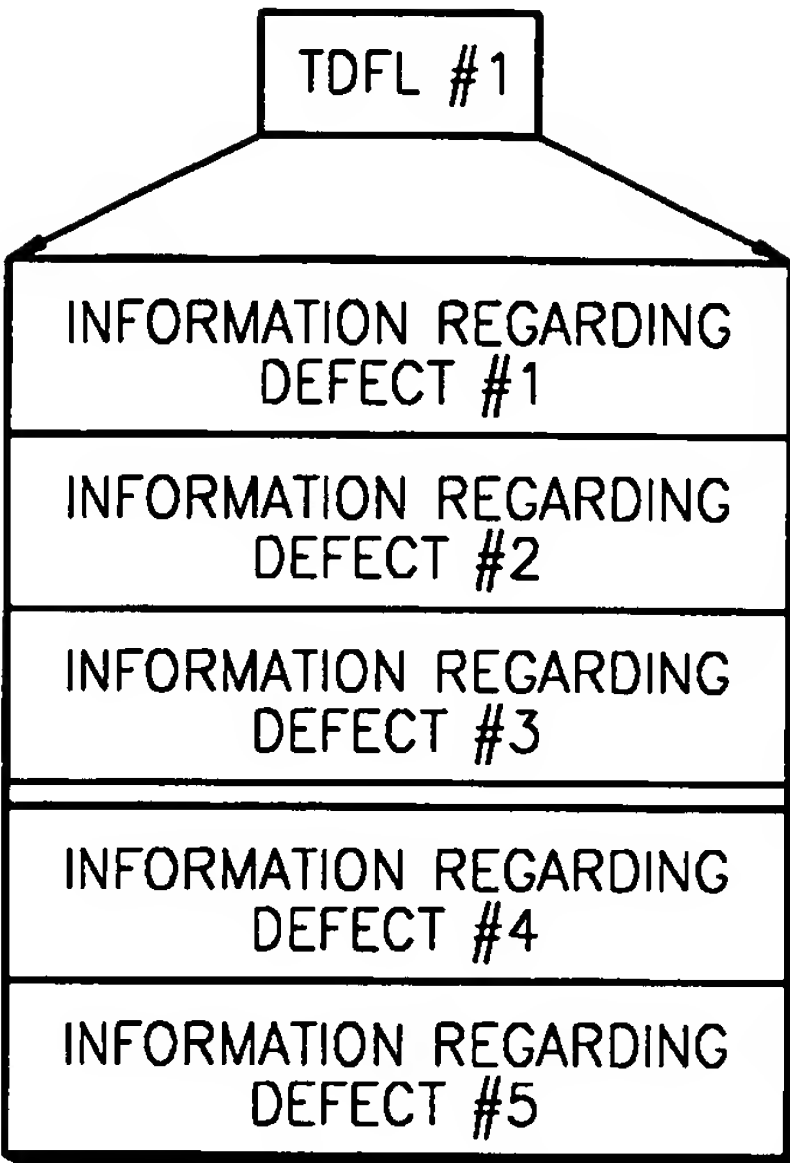 TDFL #1
INFORMATION REGARDING
DEFECT #1
INFORMATION REGARDING
DEFECT #2
INFORMATION REGARDING
DEFECT #3
INFORMATION REGARDING
DEFECT #4
INFORMATION REGARDING
DEFECT #5